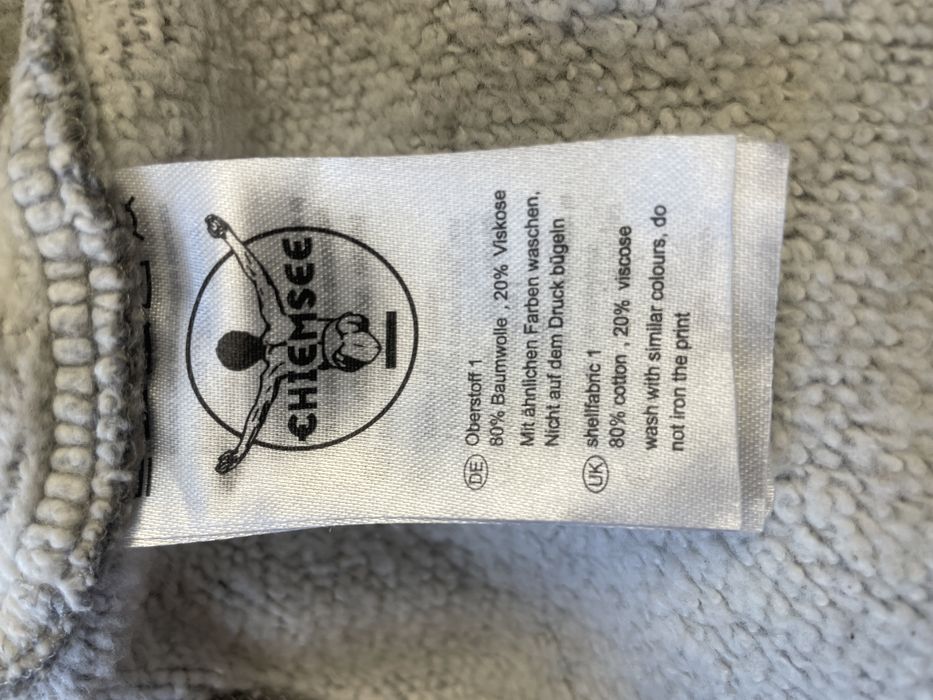 CHIEMSEE
DE Oberstoff 1
80% Baumwolle , 20% Viskose
Mit ähnlichen Farben waschen,
Nicht auf dem Druck bügeln
UK shellfabric 1
80% cotton , 20% viscose
wash with similar colours, do
not iron the print